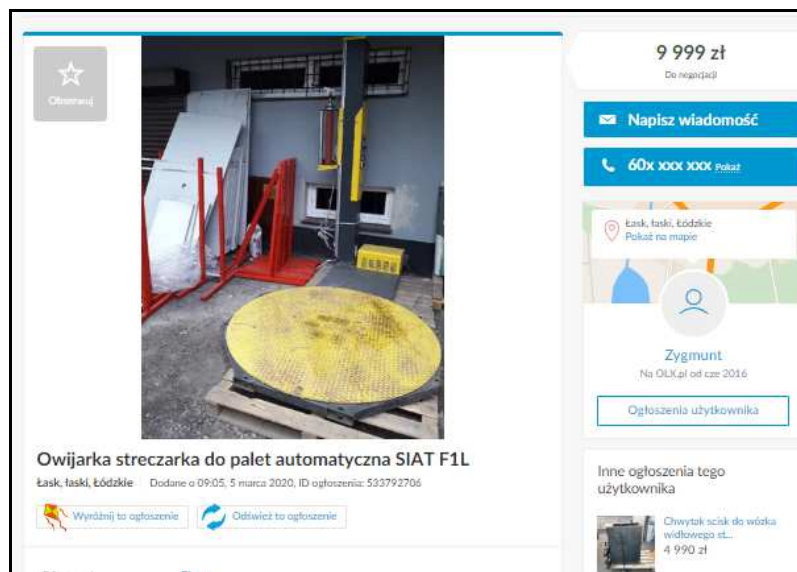 Obserwuj
9 999 zł
Do negocjacji
Napisz wiadomość
60x xxx xxx Pokaż
Łask, łaski, Łódzkie
Pokaż na mapie
Zygmunt
Na OLX.pl od cze 2016
Ogłoszenia użytkownika
Owijarka streczarka do palet automatyczna SIAT F1L
Łask, łaski, Łódzkie Dodane o 09:05, 5 marca 2020, ID ogłoszenia: 533792706
Wyróżnij to ogłoszenie Odśwież to ogłoszenie
Inne ogłoszenia tego
użytkownika
Chwytak scisk do wózka
widłowego st...
4 990 zł